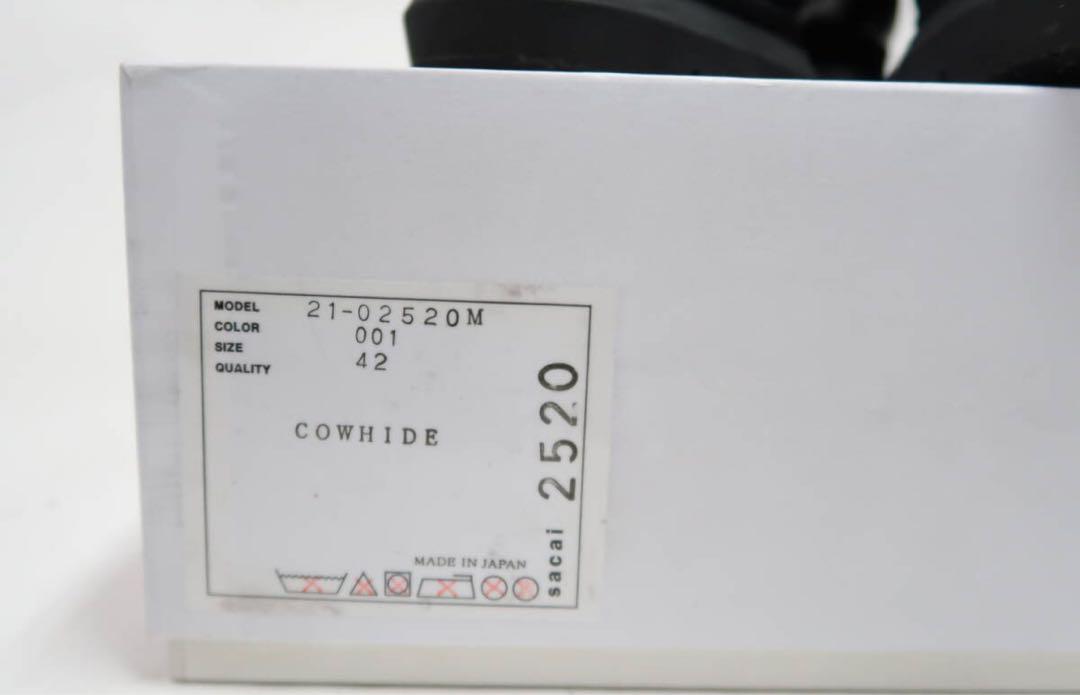 MODEL 21-02520M
COLOR 001
SIZE 42
QUALITY
COWHIDE
MADE IN JAPAN
sacai 2520